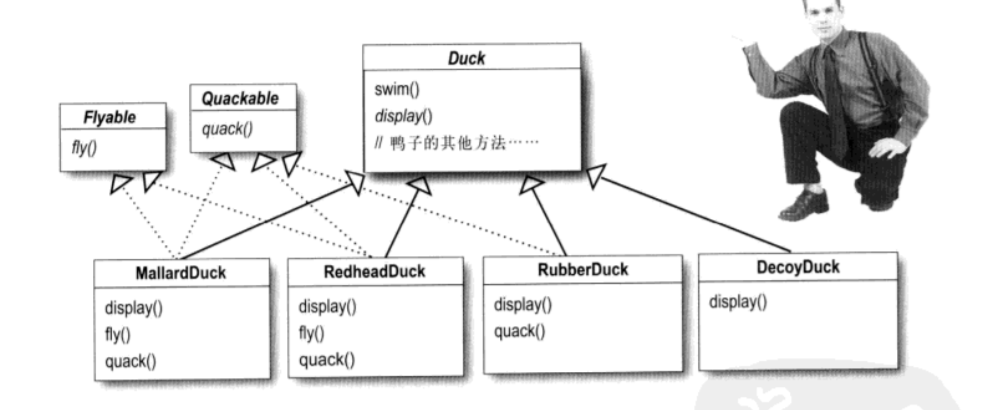 Duck
swim()
display()
// 鸭子的其他方法……
Quackable
quack()
Flyable
fly()
MallardDuck
display()
fly()
quack()
RedheadDuck
display()
fly()
quack()
RubberDuck
display()
quack()
DecoyDuck
display()